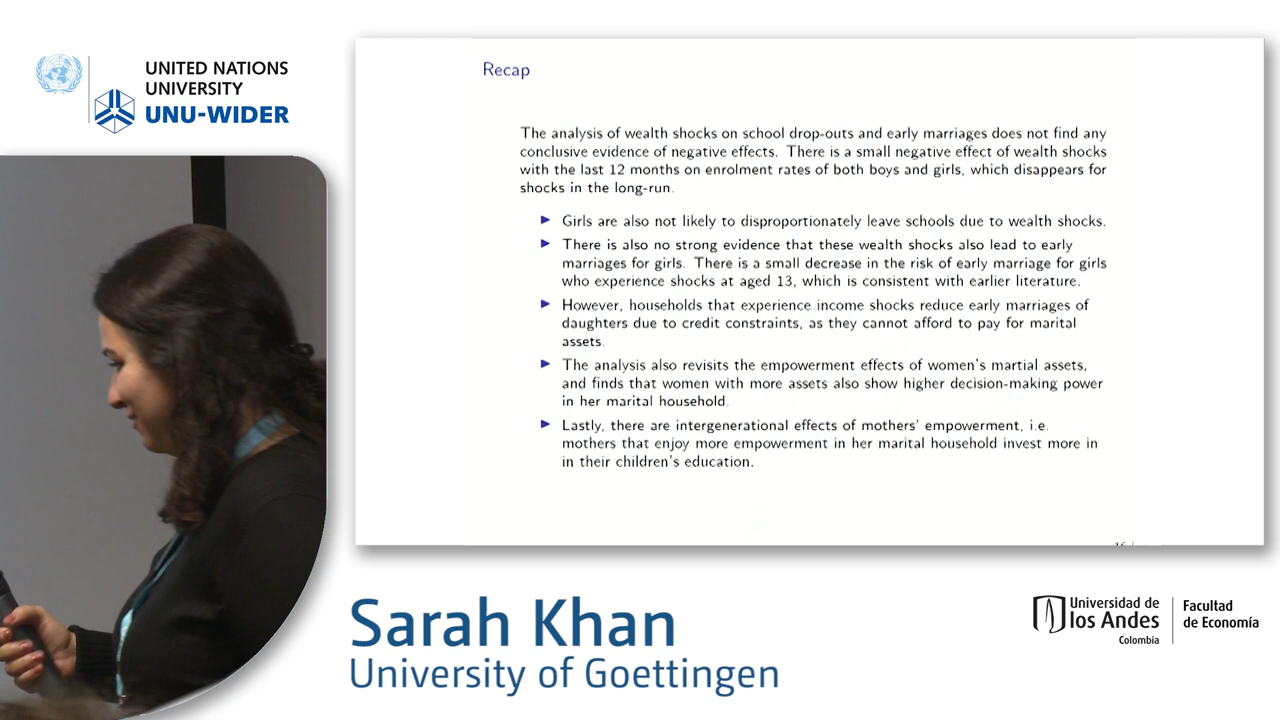 UNITED NATIONS
UNIVERSITY
UNU-WIDER
Recap
The analysis of wealth shocks on school drop-outs and early marriages does not find any
conclusive evidence of negative effects. There is a small negative effect of wealth shocks
with the last 12 months on enrolment rates of both boys and girls, which disappears for
shocks in the long-run.
▶ Girls are also not likely to disproportionately leave schools due to wealth shocks.
▶ There is also no strong evidence that these wealth shocks also lead to early
marriages for girls. There is a small decrease in the risk of early marriage for girls
who experience shocks at aged 13, which is consistent with earlier literature.
▶ However, households that experience income shocks reduce early marriages of
daughters due to credit constraints, as they cannot afford to pay for marital
assets.
▶ The analysis also revisits the empowerment effects of women's martial assets,
and finds that women with more assets also show higher decision-making power
in her marital household.
▶ Lastly, there are intergenerational effects of mothers' empowerment, i.e.
mothers that enjoy more empowerment in her marital household invest more in
in their children's education.
Sarah Khan
University of Goettingen
Universidad de
los Andes
Colombia
Facultad
de Economía